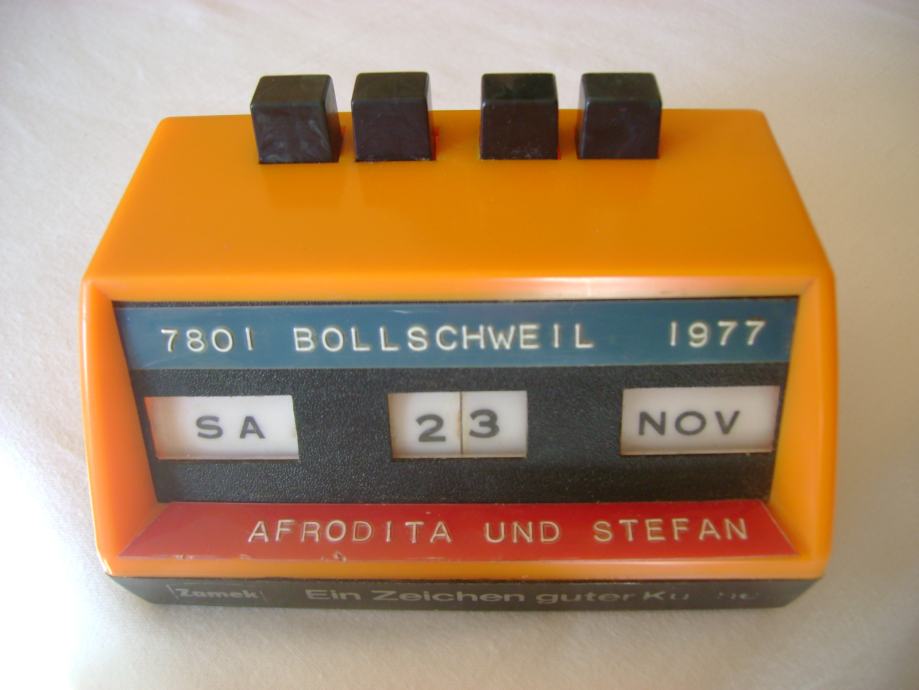 7801 BOLLSCHWEIL 1977
SA 23 NOV
AFRODITA UND STEFAN
Zamek Ein Zeichen guter